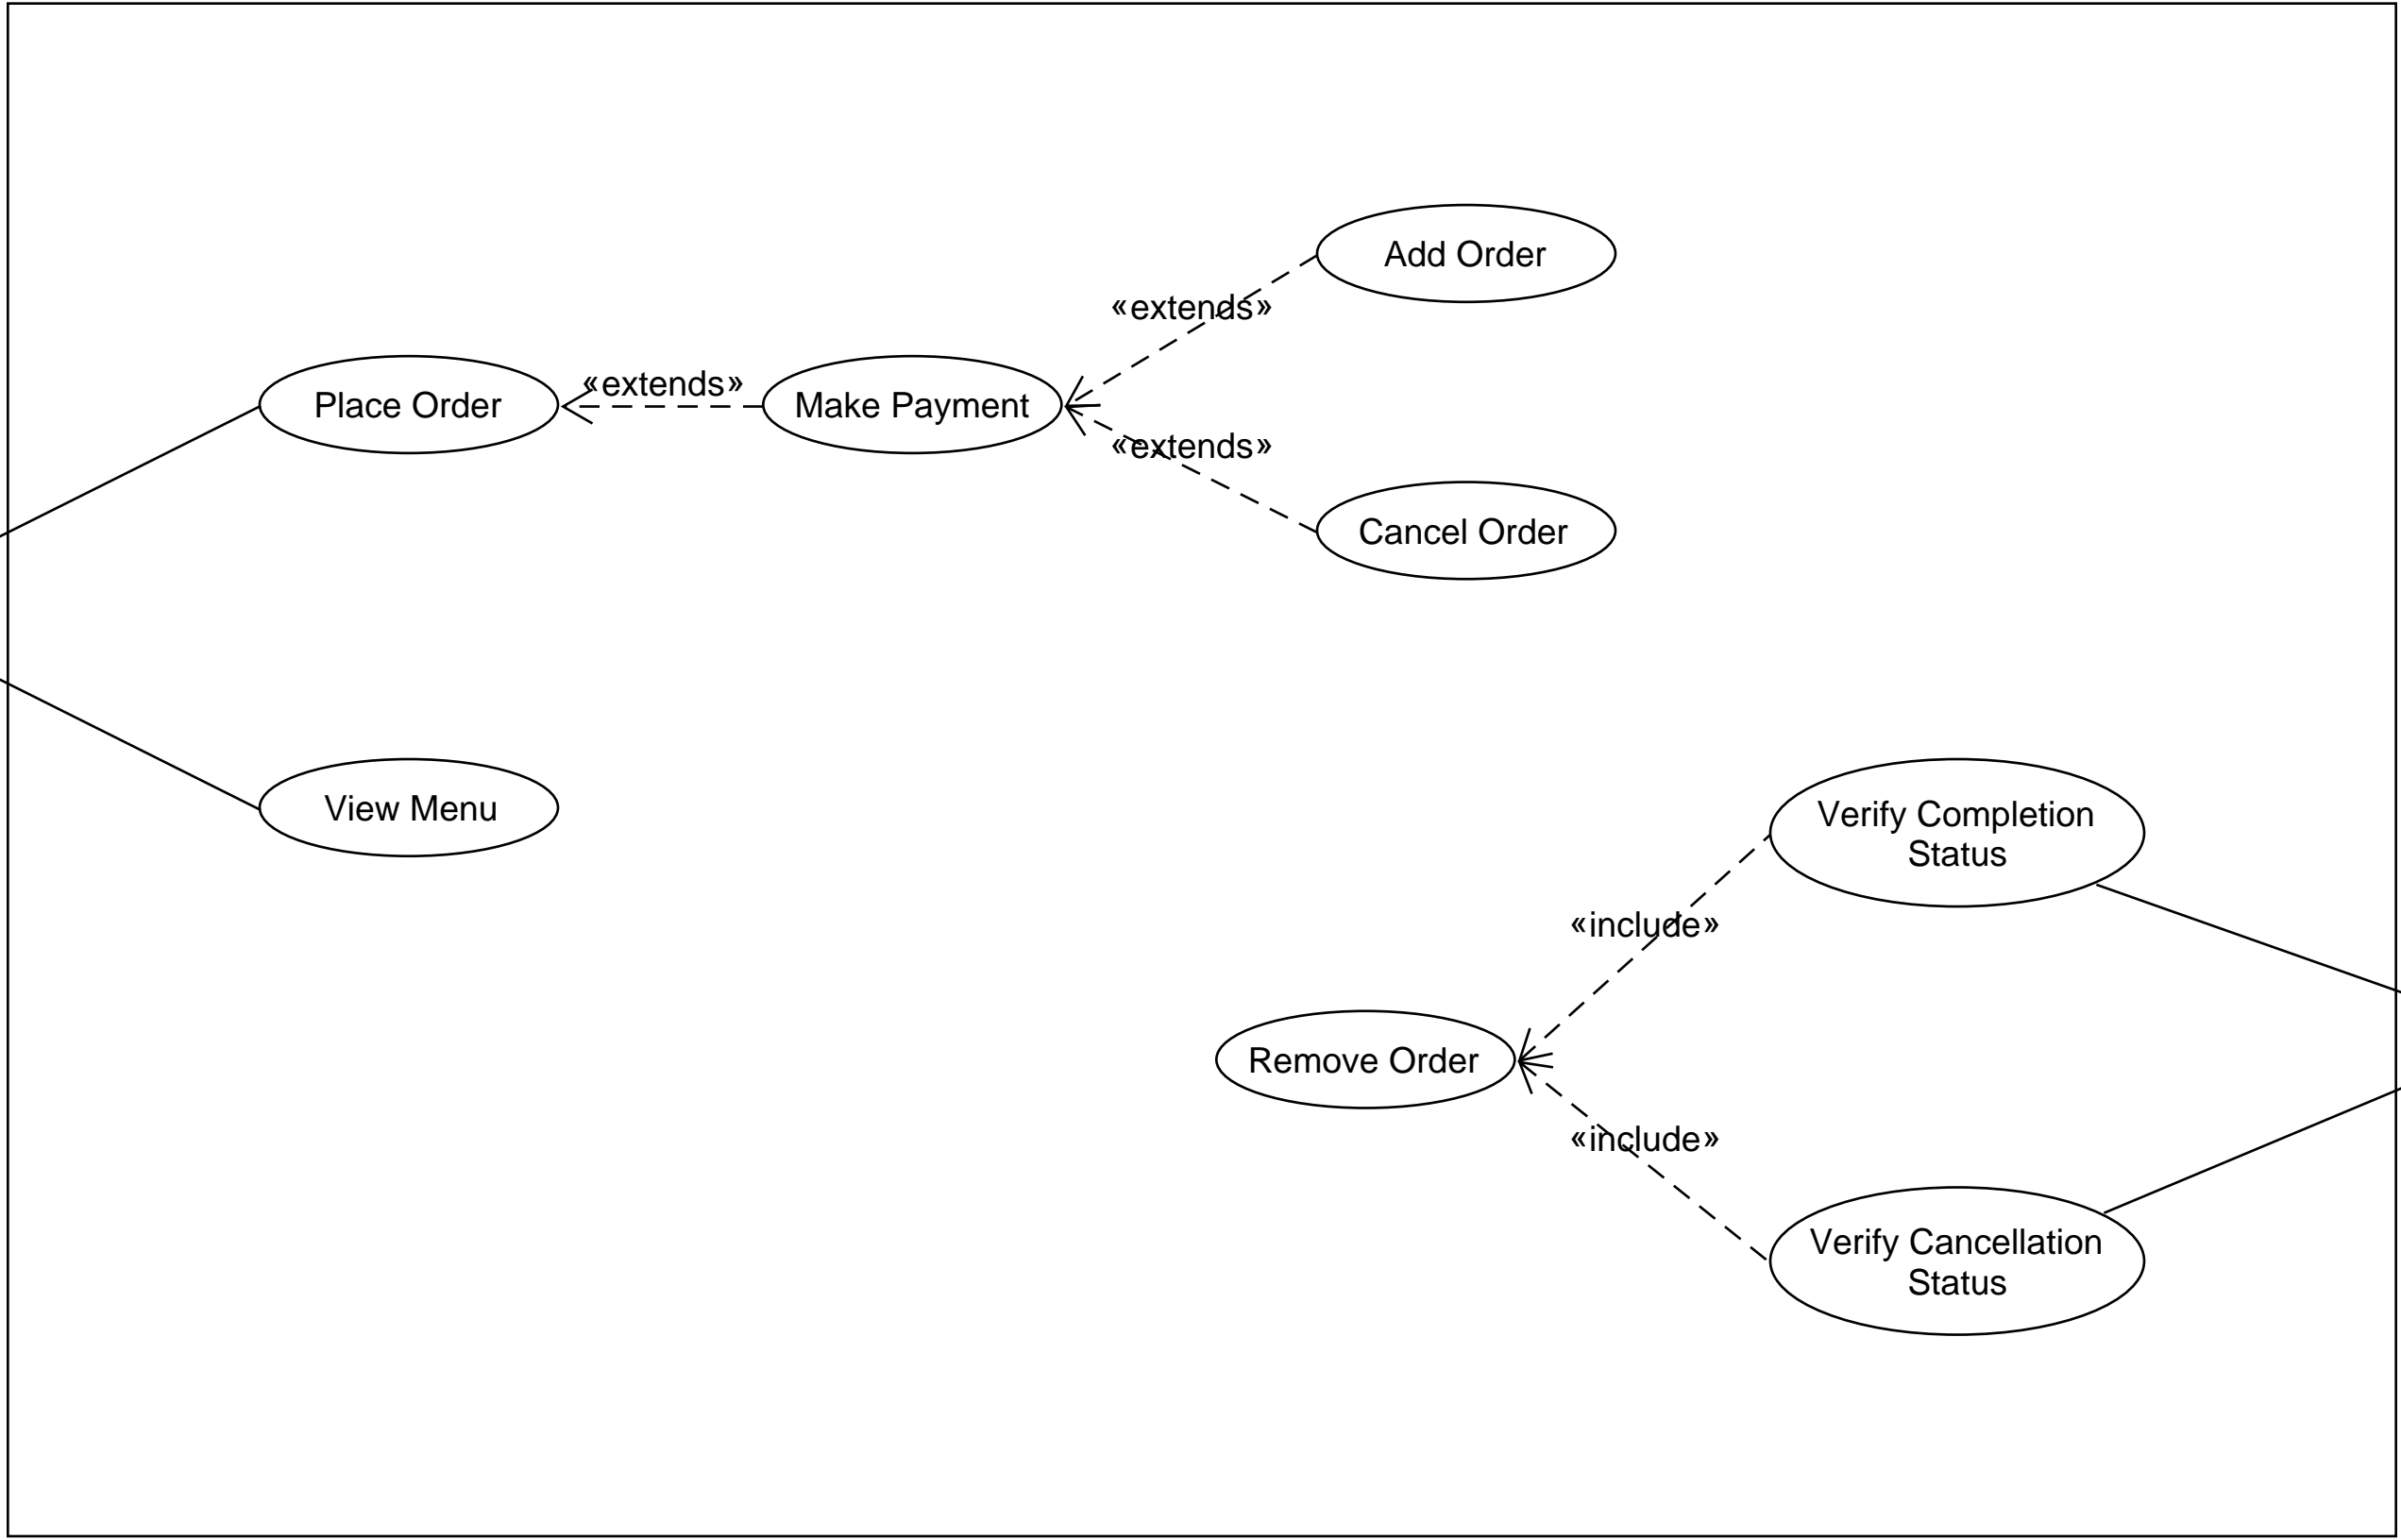 Add Order
«extends»
«extends»
Place Order
Make Payment
«extends»
Cancel Order
View Menu
Verify Completion
Status
«include»
Remove Order
«include»
Verify Cancellation
Status